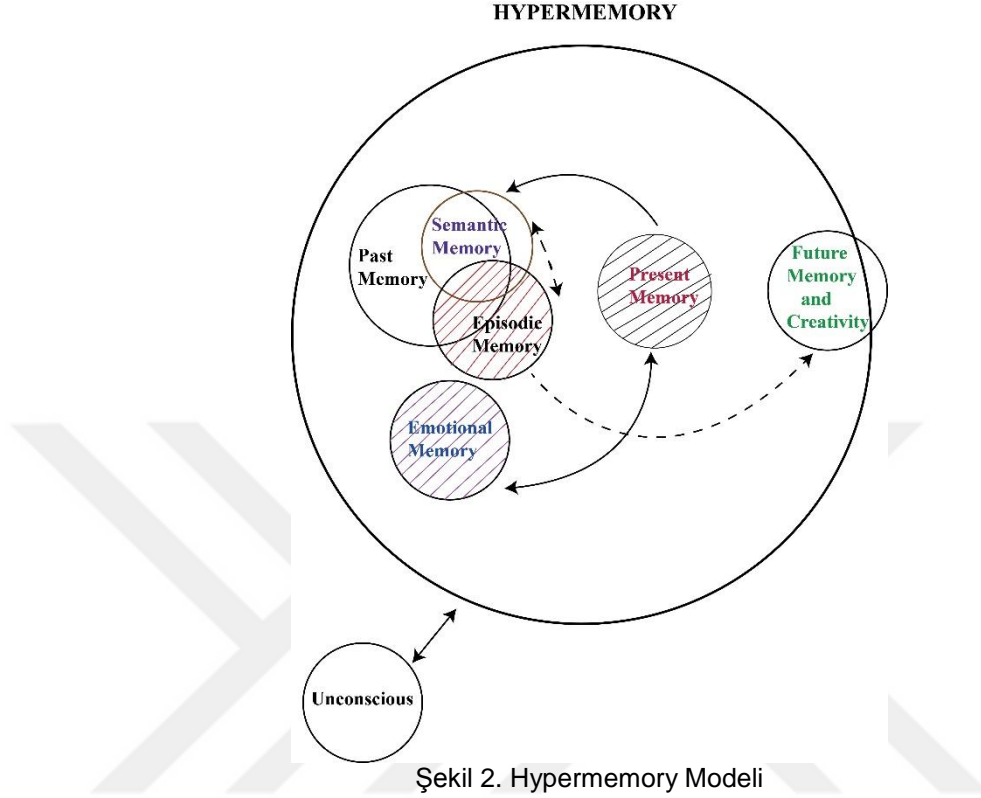 HYPERMEMORY
Semantic
Memory
Past
Memory
Episodic
Memory
Emotional
Memory
Present
Memory
Future
Memory
and
Creativity
Unconscious
Şekil 2. Hypermemory Modeli